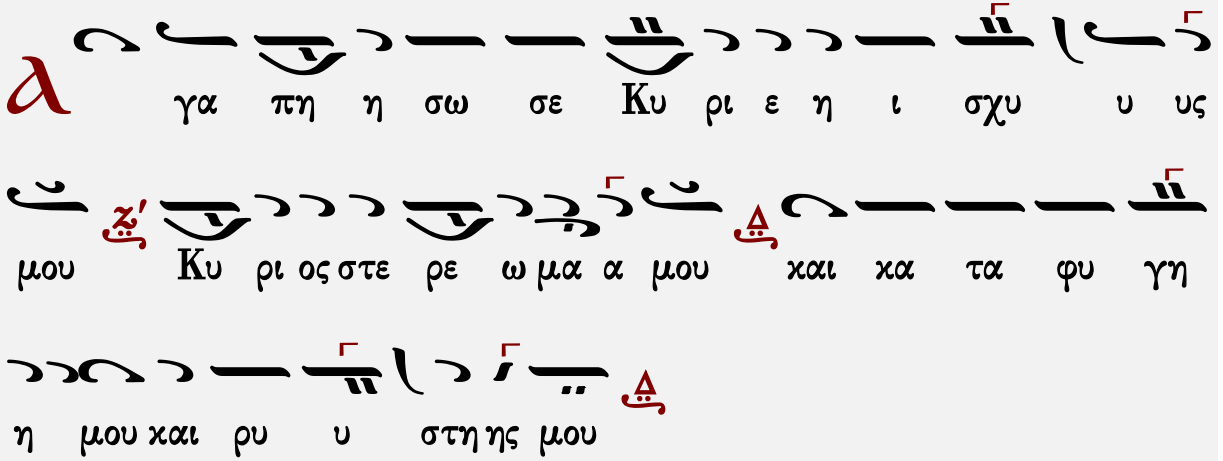 α γα πη η σω σε Κυ ρι ε η ι σχυ υ υς
μου ζ′ Κυ ρι ος στε ρε ω μα α μου Δ και κα τα φυ γη
η μου και ρυ υ στη ης μου Δ